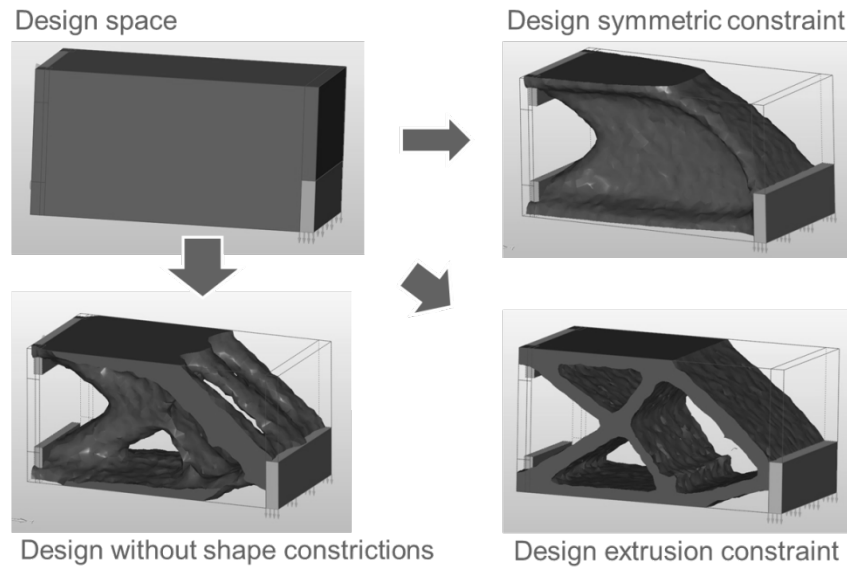 Design space
Design symmetric constraint
Design without shape constrictions
Design extrusion constraint